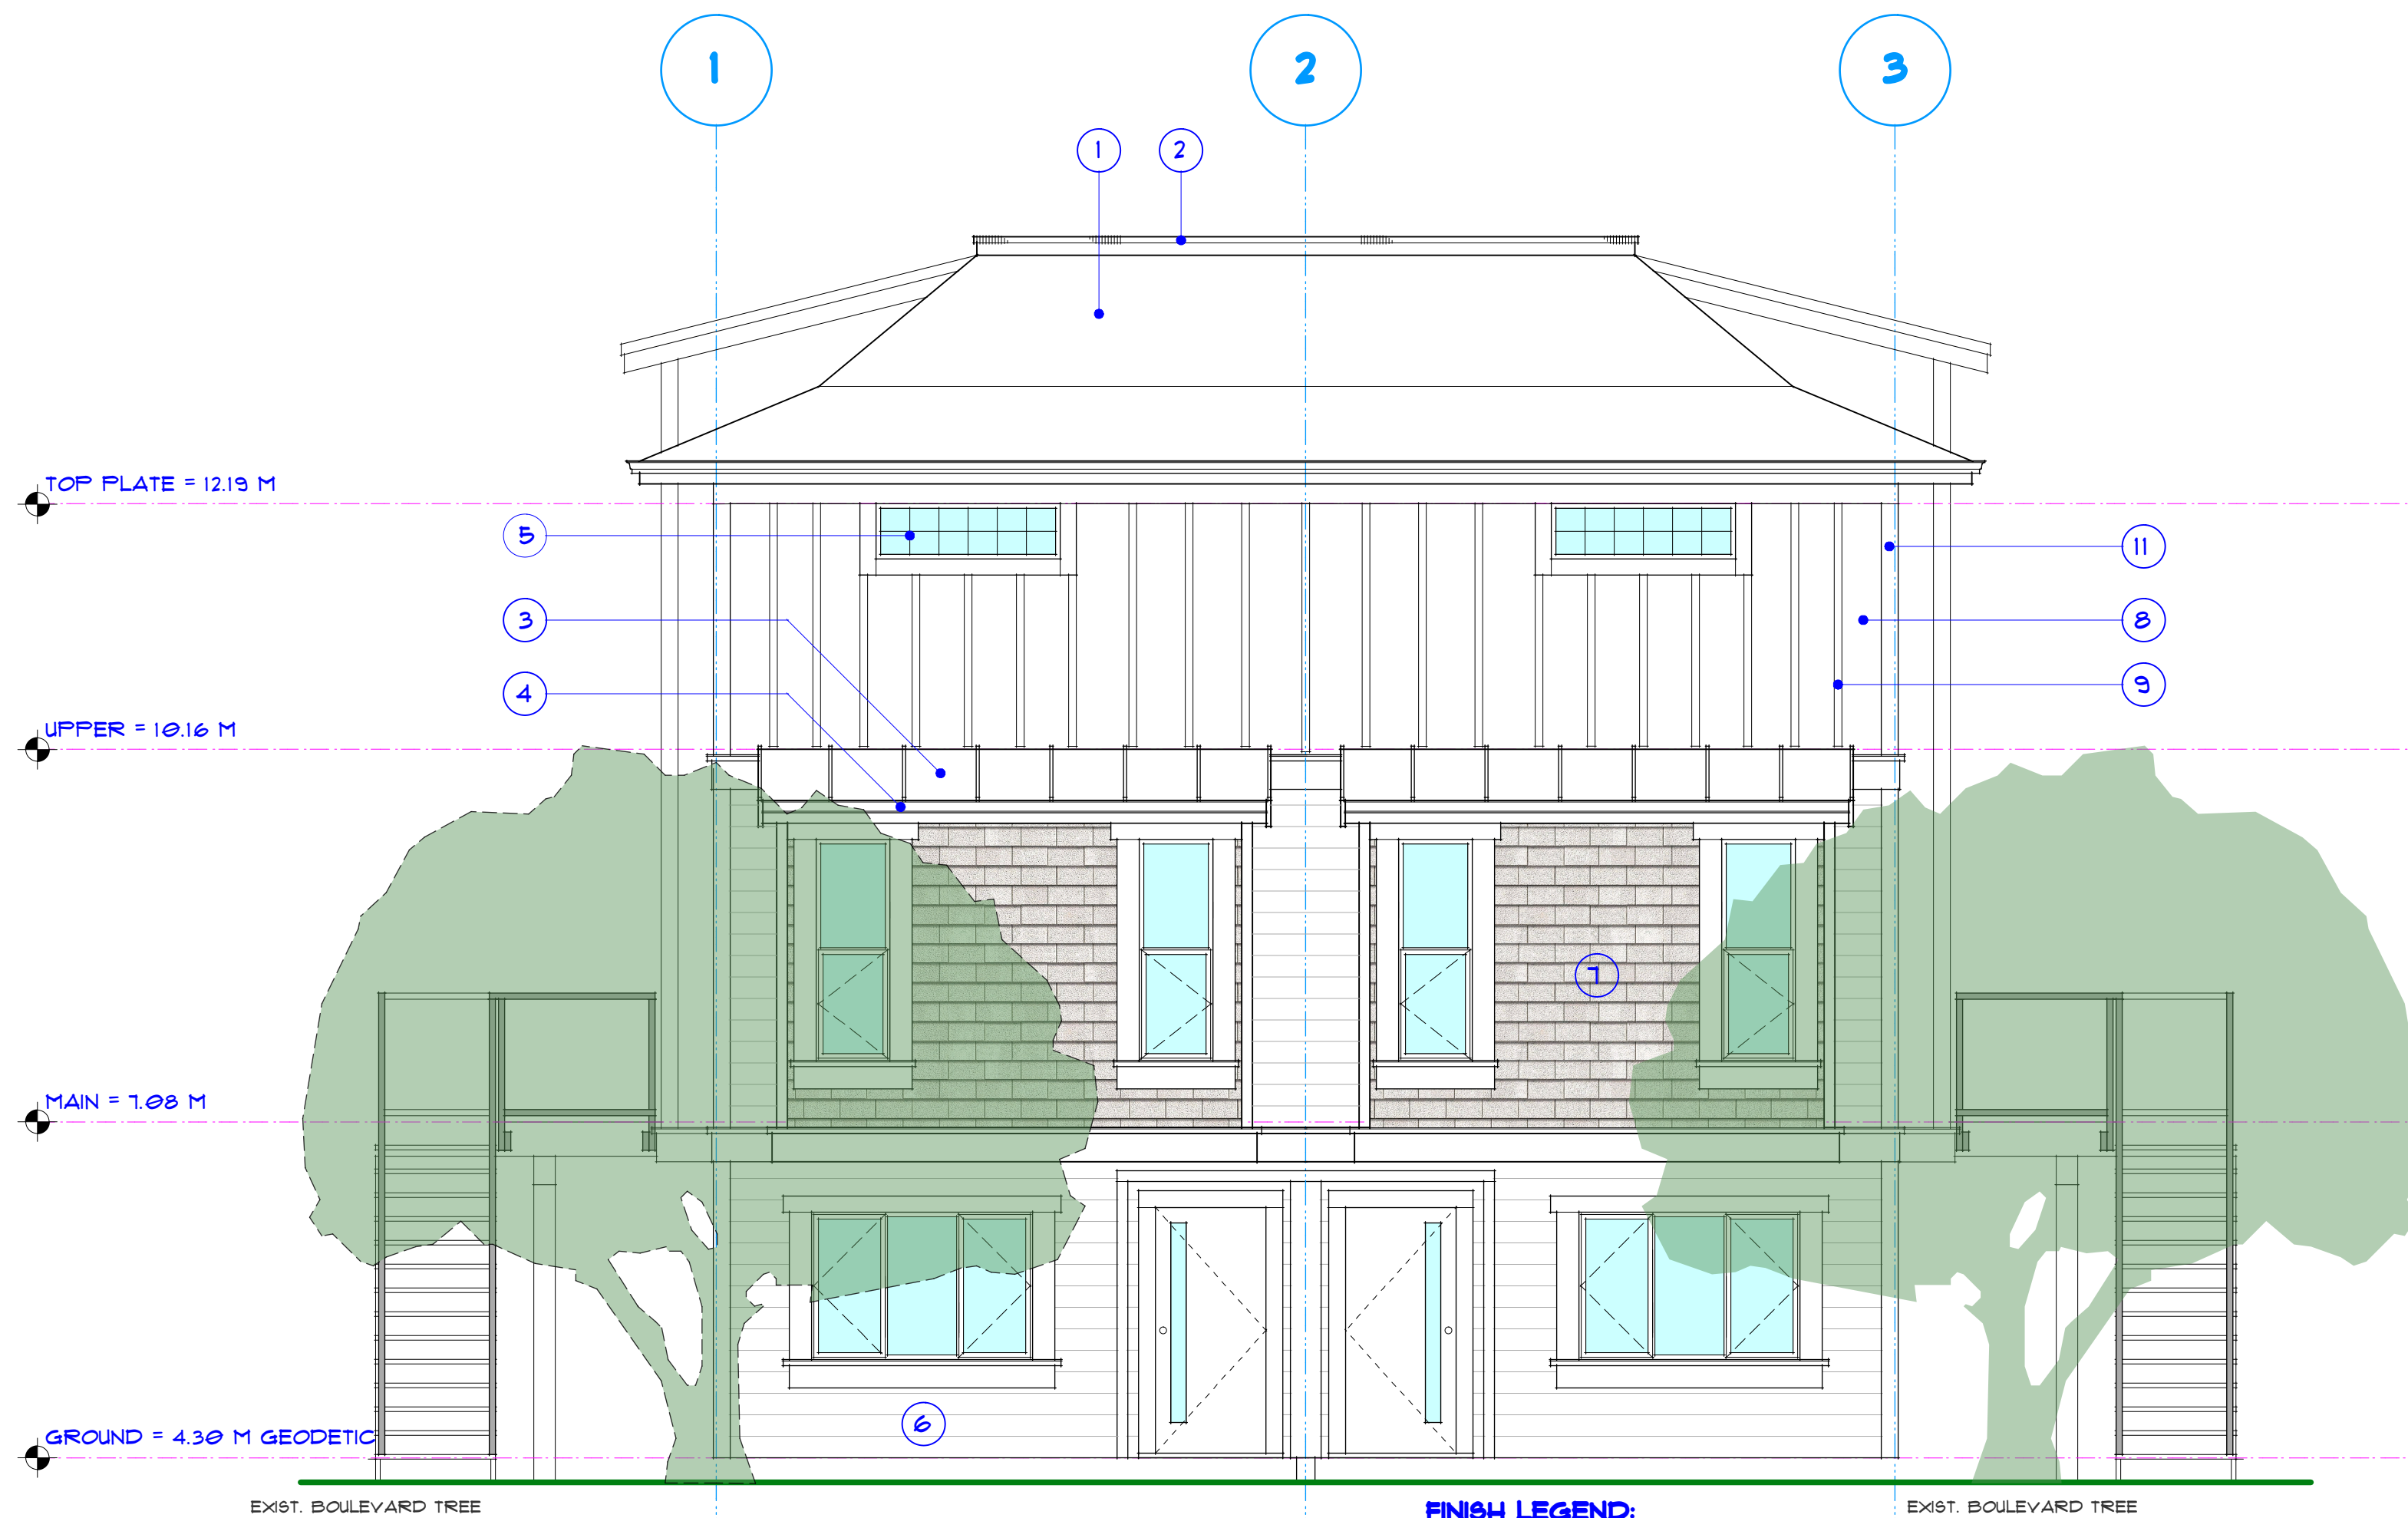 1 2 3
1 2
TOP PLATE = 12.19 M
5 11
3 8
4 9
UPPER = 10.16 M
7
MAIN = 7.08 M
6
GROUND = 4.30 M GEODETIC
EXIST. BOULEVARD TREE FINISH LEGEND: EXIST. BOULEVARD TREE